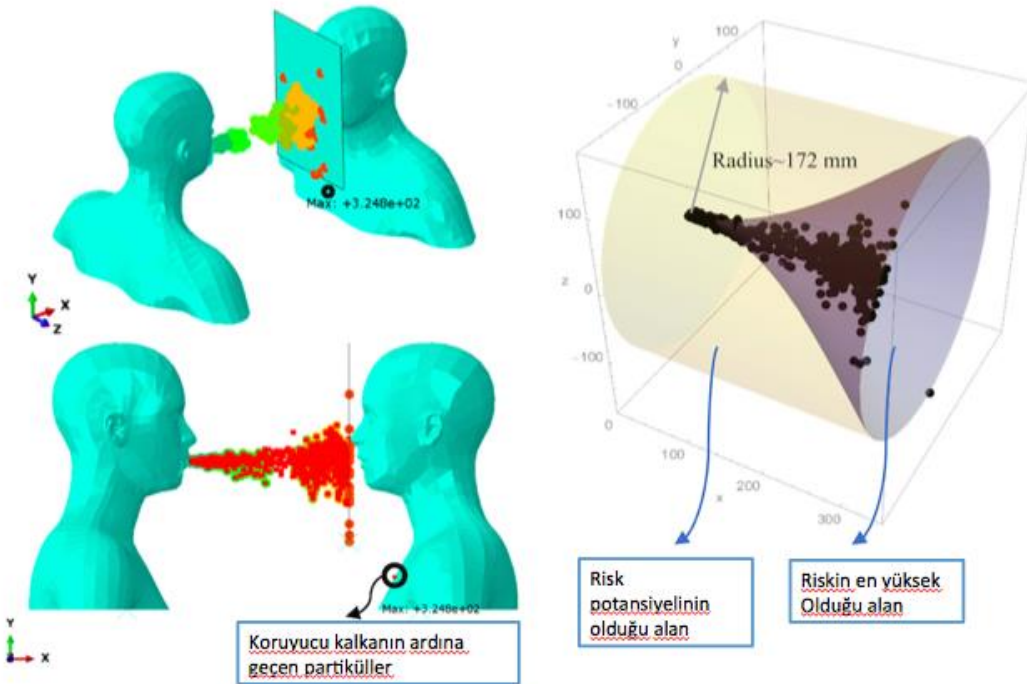 Max: +3.248e+02
Y
X
Z
Max: +3.248e+02
Y
X
Koruyucu kalkanın ardına
geçen partiküller
100
y
0
-100
Radius~172 mm
100
z
0
-100
0
100
x
200
300
Risk
potansiyelinin
olduğu alan
Riskin en yüksek
Olduğu alan